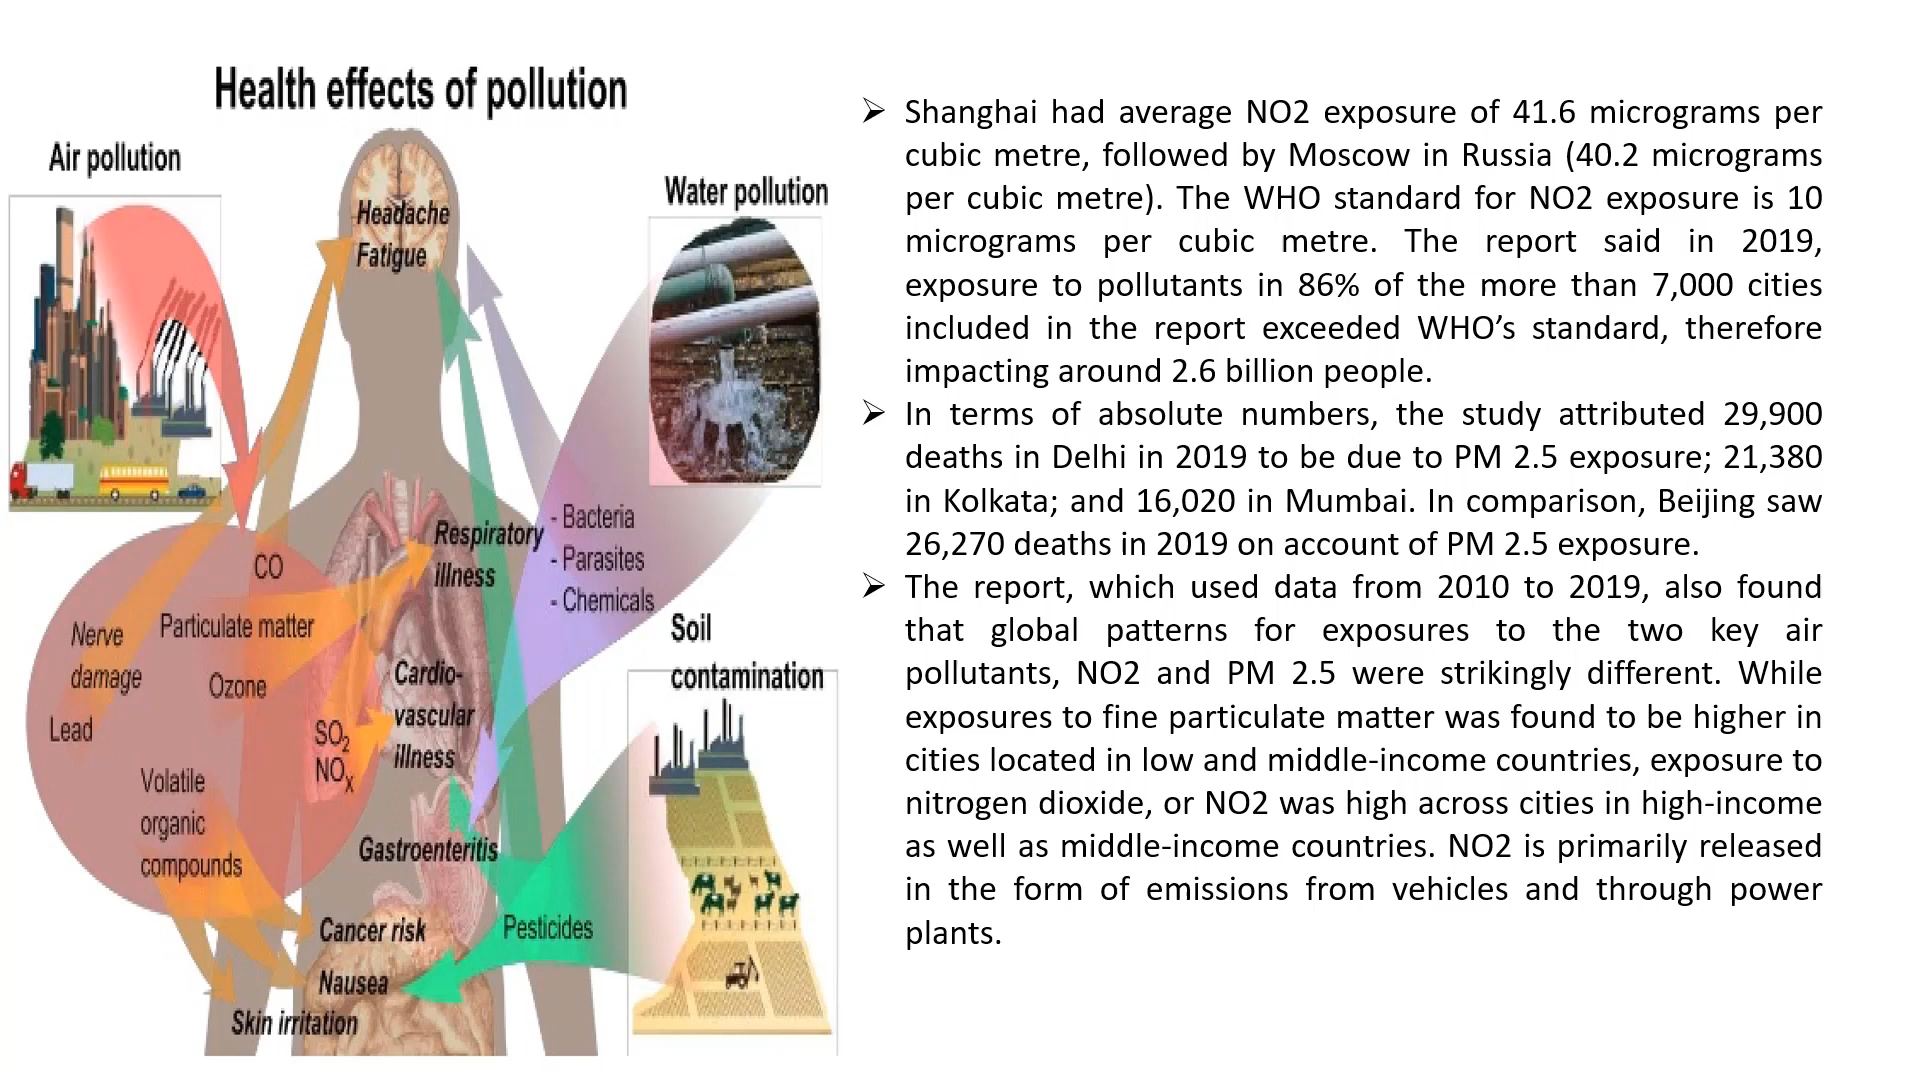 Health effects of pollution
Air pollution
Water pollution
Headache
Fatigue
Respiratory
illness
- Bacteria
- Parasites
- Chemicals
CO
Particulate matter
Nerve
damage
Ozone
Lead
SO₂
NOₓ
Volatile
organic
compounds
Cardio-
vascular
illness
Soil
contamination
Gastroenteritis
Pesticides
Cancer risk
Nausea
Skin irritation
➢ Shanghai had average NO2 exposure of 41.6 micrograms per
cubic metre, followed by Moscow in Russia (40.2 micrograms
per cubic metre). The WHO standard for NO2 exposure is 10
micrograms per cubic metre. The report said in 2019,
exposure to pollutants in 86% of the more than 7,000 cities
included in the report exceeded WHO’s standard, therefore
impacting around 2.6 billion people.
➢ In terms of absolute numbers, the study attributed 29,900
deaths in Delhi in 2019 to be due to PM 2.5 exposure; 21,380
in Kolkata; and 16,020 in Mumbai. In comparison, Beijing saw
26,270 deaths in 2019 on account of PM 2.5 exposure.
➢ The report, which used data from 2010 to 2019, also found
that global patterns for exposures to the two key air
pollutants, NO2 and PM 2.5 were strikingly different. While
exposures to fine particulate matter was found to be higher in
cities located in low and middle-income countries, exposure to
nitrogen dioxide, or NO2 was high across cities in high-income
as well as middle-income countries. NO2 is primarily released
in the form of emissions from vehicles and through power
plants.